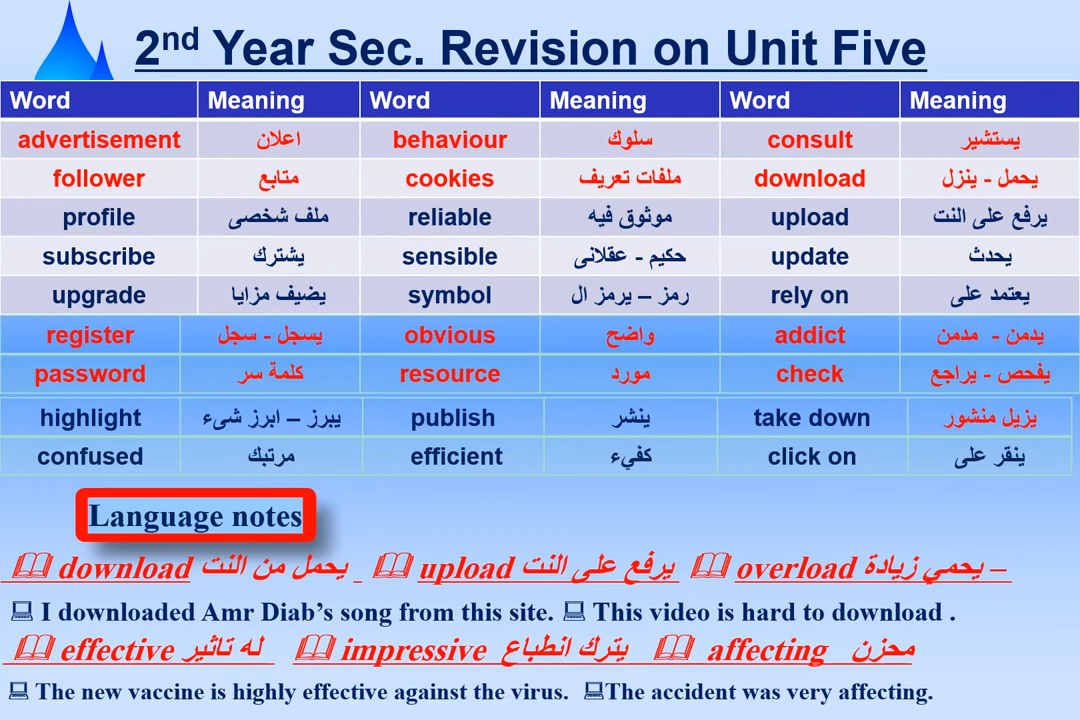 2nd Year Sec. Revision on Unit Five
Word Meaning Word Meaning Word Meaning
advertisement اعلان behaviour سلوك consult يستشير
follower متابع cookies ملفات تعريف download يحمل - ينزل
profile ملف شخصى reliable موثوق فيه upload يرفع على النت
subscribe يشترك sensible حكيم - عقلانى update يحدث
upgrade يضيف مزايا symbol رمز – يرمز ال rely on يعتمد على
register يسجل - سجل obvious واضح addict يدمن - مدمن
password كلمة سر resource مورد check يفحص - يراجع
highlight يبرز – ابرز شىء publish ينشر take down يزيل منشور
confused مرتبك efficient كفيء click on ينقر على
Language notes
download يحمل من النت upload يرفع على النت overload يحمي زيادة –
I downloaded Amr Diab's song from this site. This video is hard to download .
effective له تاثير impressive يترك انطباع affecting محزن
The new vaccine is highly effective against the virus. The accident was very affecting.